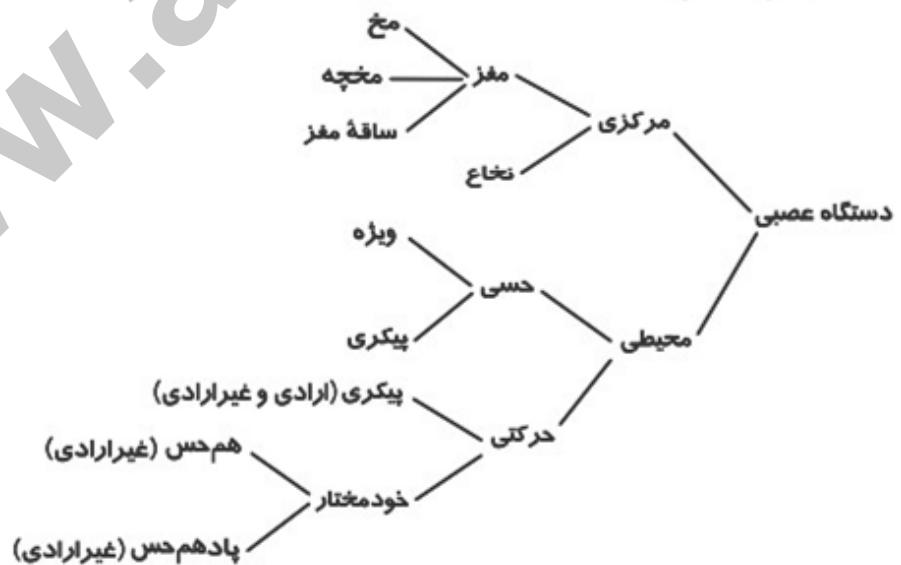 مخ
مغز
مخچه
ساقهٔ مغز
مرکزی
نخاع
دستگاه عصبی
ویژه
حسی
پیکری
محیطی
پیکری (ارادی و غیرارادی)
حرکتی
هم‌حس (غیرارادی)
خودمختار
پادهم‌حس (غیرارادی)